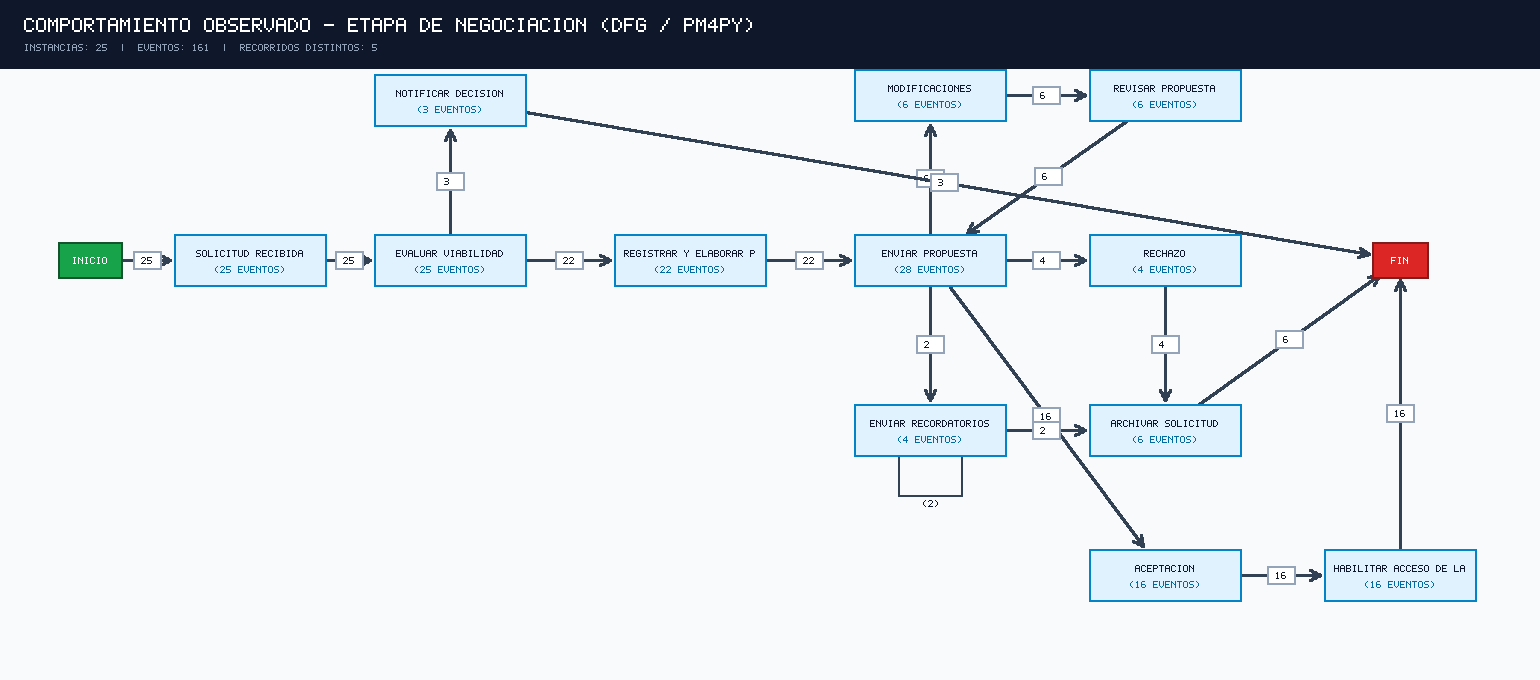 COMPORTAMIENTO OBSERVADO - ETAPA DE NEGOCIACION (DFG / PM4PY)
INSTANCIAS: 25 | EVENTOS: 161 | RECORRIDOS DISTINTOS: 5
NOTIFICAR DECISION
(3 EVENTOS)
MODIFICACIONES
(6 EVENTOS)
6
REVISAR PROPUESTA
(6 EVENTOS)
3
3
6
INICIO
25
SOLICITUD RECIBIDA
(25 EVENTOS)
25
EVALUAR VIABILIDAD
(25 EVENTOS)
22
REGISTRAR Y ELABORAR P
(22 EVENTOS)
22
ENVIAR PROPUESTA
(28 EVENTOS)
4
RECHAZO
(4 EVENTOS)
FIN
2
4
6
16
16
ENVIAR RECORDATORIOS
(4 EVENTOS)
2
ARCHIVAR SOLICITUD
(6 EVENTOS)
(2)
ACEPTACION
(16 EVENTOS)
16
HABILITAR ACCESO DE LA
(16 EVENTOS)